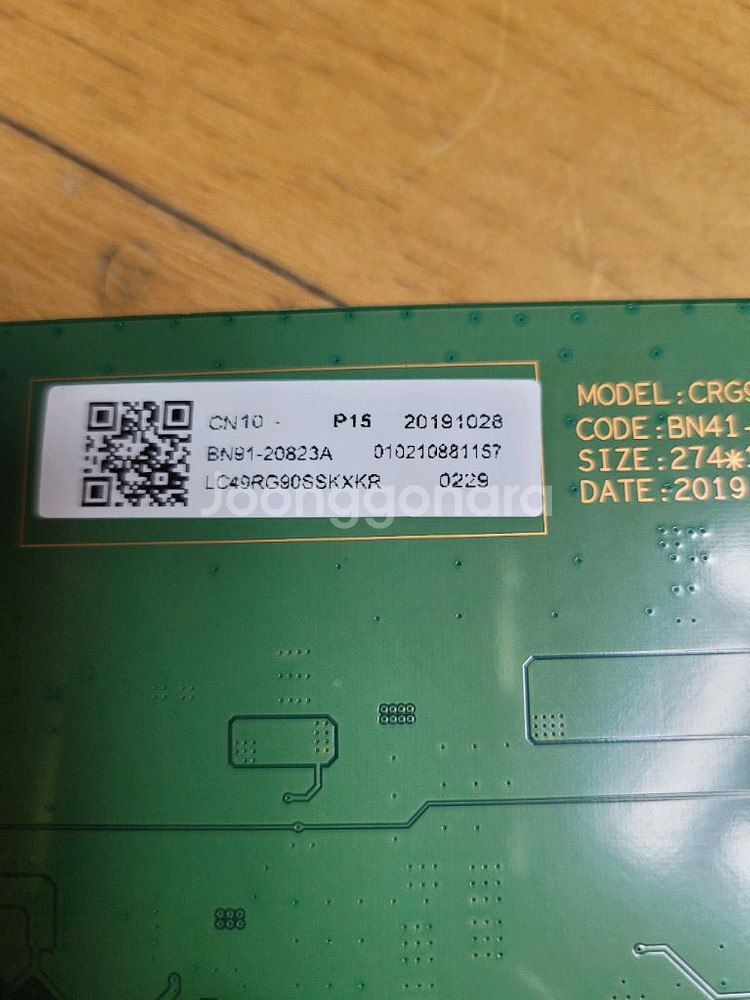 CN10 - P15 20191028
BN91-20823A 010210881157
LC49RG90SSKXKR 0229
MODEL:CRG9
CODE:BN41-
SIZE:274*
DATE:2019
Joonggonara